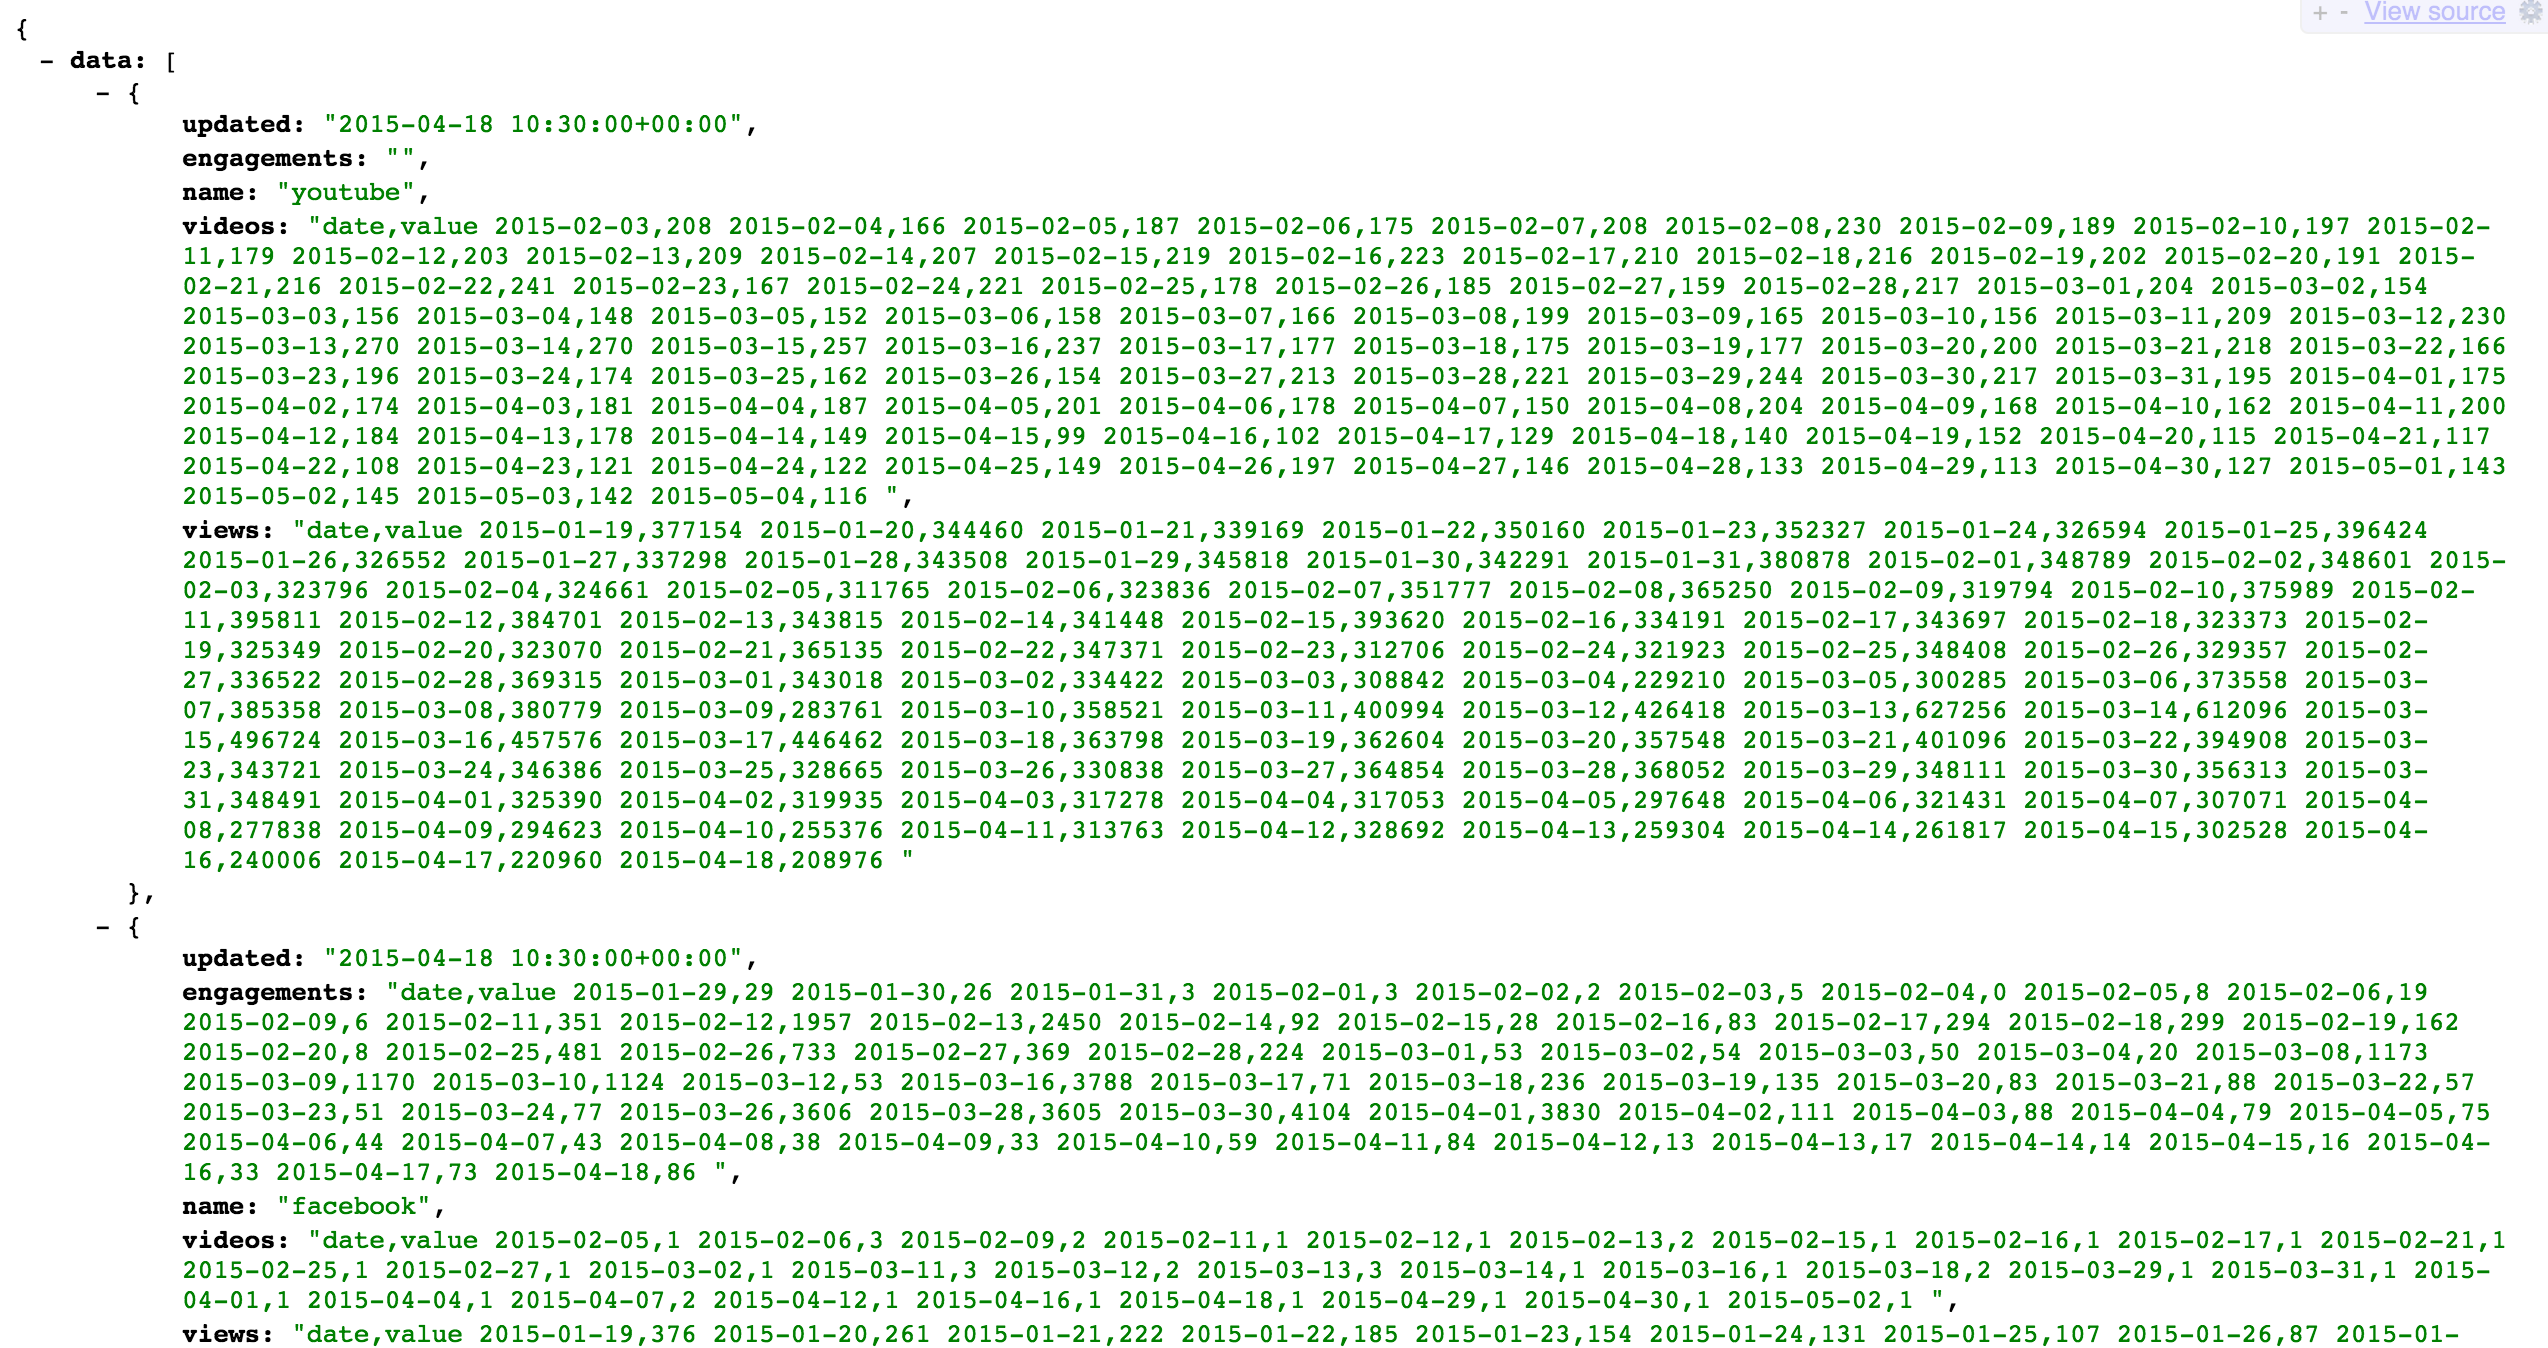 + - View source
{
- data: [
- {
updated: "2015-04-18 10:30:00+00:00",
engagements: "",
name: "youtube",
videos: "date,value 2015-02-03,208 2015-02-04,166 2015-02-05,187 2015-02-06,175 2015-02-07,208 2015-02-08,230 2015-02-09,189 2015-02-10,197 2015-02-
11,179 2015-02-12,203 2015-02-13,209 2015-02-14,207 2015-02-15,219 2015-02-16,223 2015-02-17,210 2015-02-18,216 2015-02-19,202 2015-02-20,191 2015-
02-21,216 2015-02-22,241 2015-02-23,167 2015-02-24,221 2015-02-25,178 2015-02-26,185 2015-02-27,159 2015-02-28,217 2015-03-01,204 2015-03-02,154
2015-03-03,156 2015-03-04,148 2015-03-05,152 2015-03-06,158 2015-03-07,166 2015-03-08,199 2015-03-09,165 2015-03-10,156 2015-03-11,209 2015-03-12,230
2015-03-13,270 2015-03-14,270 2015-03-15,257 2015-03-16,237 2015-03-17,177 2015-03-18,175 2015-03-19,177 2015-03-20,200 2015-03-21,218 2015-03-22,166
2015-03-23,196 2015-03-24,174 2015-03-25,162 2015-03-26,154 2015-03-27,213 2015-03-28,221 2015-03-29,244 2015-03-30,217 2015-03-31,195 2015-04-01,175
2015-04-02,174 2015-04-03,181 2015-04-04,187 2015-04-05,201 2015-04-06,178 2015-04-07,150 2015-04-08,204 2015-04-09,168 2015-04-10,162 2015-04-11,200
2015-04-12,184 2015-04-13,178 2015-04-14,149 2015-04-15,99 2015-04-16,102 2015-04-17,129 2015-04-18,140 2015-04-19,152 2015-04-20,115 2015-04-21,117
2015-04-22,108 2015-04-23,121 2015-04-24,122 2015-04-25,149 2015-04-26,197 2015-04-27,146 2015-04-28,133 2015-04-29,113 2015-04-30,127 2015-05-01,143
2015-05-02,145 2015-05-03,142 2015-05-04,116 ",
views: "date,value 2015-01-19,377154 2015-01-20,344460 2015-01-21,339169 2015-01-22,350160 2015-01-23,352327 2015-01-24,326594 2015-01-25,396424
2015-01-26,326552 2015-01-27,337298 2015-01-28,343508 2015-01-29,345818 2015-01-30,342291 2015-01-31,380878 2015-02-01,348789 2015-02-02,348601 2015-
02-03,323796 2015-02-04,324661 2015-02-05,311765 2015-02-06,323836 2015-02-07,351777 2015-02-08,365250 2015-02-09,319794 2015-02-10,375989 2015-02-
11,395811 2015-02-12,384701 2015-02-13,343815 2015-02-14,341448 2015-02-15,393620 2015-02-16,334191 2015-02-17,343697 2015-02-18,323373 2015-02-
19,325349 2015-02-20,323070 2015-02-21,365135 2015-02-22,347371 2015-02-23,312706 2015-02-24,321923 2015-02-25,348408 2015-02-26,329357 2015-02-
27,336522 2015-02-28,369315 2015-03-01,343018 2015-03-02,334422 2015-03-03,308842 2015-03-04,229210 2015-03-05,300285 2015-03-06,373558 2015-03-
07,385358 2015-03-08,380779 2015-03-09,283761 2015-03-10,358521 2015-03-11,400994 2015-03-12,426418 2015-03-13,627256 2015-03-14,612096 2015-03-
15,496724 2015-03-16,457576 2015-03-17,446462 2015-03-18,363798 2015-03-19,362604 2015-03-20,357548 2015-03-21,401096 2015-03-22,394908 2015-03-
23,343721 2015-03-24,346386 2015-03-25,328665 2015-03-26,330838 2015-03-27,364854 2015-03-28,368052 2015-03-29,348111 2015-03-30,356313 2015-03-
31,348491 2015-04-01,325390 2015-04-02,319935 2015-04-03,317278 2015-04-04,317053 2015-04-05,297648 2015-04-06,321431 2015-04-07,307071 2015-04-
08,277838 2015-04-09,294623 2015-04-10,255376 2015-04-11,313763 2015-04-12,328692 2015-04-13,259304 2015-04-14,261817 2015-04-15,302528 2015-04-
16,240006 2015-04-17,220960 2015-04-18,208976 "
},
- {
updated: "2015-04-18 10:30:00+00:00",
engagements: "date,value 2015-01-29,29 2015-01-30,26 2015-01-31,3 2015-02-01,3 2015-02-02,2 2015-02-03,5 2015-02-04,0 2015-02-05,8 2015-02-06,19
2015-02-09,6 2015-02-11,351 2015-02-12,1957 2015-02-13,2450 2015-02-14,92 2015-02-15,28 2015-02-16,83 2015-02-17,294 2015-02-18,299 2015-02-19,162
2015-02-20,8 2015-02-25,481 2015-02-26,733 2015-02-27,369 2015-02-28,224 2015-03-01,53 2015-03-02,54 2015-03-03,50 2015-03-04,20 2015-03-08,1173
2015-03-09,1170 2015-03-10,1124 2015-03-12,53 2015-03-16,3788 2015-03-17,71 2015-03-18,236 2015-03-19,135 2015-03-20,83 2015-03-21,88 2015-03-22,57
2015-03-23,51 2015-03-24,77 2015-03-26,3606 2015-03-28,3605 2015-03-30,4104 2015-04-01,3830 2015-04-02,111 2015-04-03,88 2015-04-04,79 2015-04-05,75
2015-04-06,44 2015-04-07,43 2015-04-08,38 2015-04-09,33 2015-04-10,59 2015-04-11,84 2015-04-12,13 2015-04-13,17 2015-04-14,14 2015-04-15,16 2015-04-
16,33 2015-04-17,73 2015-04-18,86 ",
name: "facebook",
videos: "date,value 2015-02-05,1 2015-02-06,3 2015-02-09,2 2015-02-11,1 2015-02-12,1 2015-02-13,2 2015-02-15,1 2015-02-16,1 2015-02-17,1 2015-02-21,1
2015-02-25,1 2015-02-27,1 2015-03-02,1 2015-03-11,3 2015-03-12,2 2015-03-13,3 2015-03-14,1 2015-03-16,1 2015-03-18,2 2015-03-29,1 2015-03-31,1 2015-
04-01,1 2015-04-04,1 2015-04-07,2 2015-04-12,1 2015-04-16,1 2015-04-18,1 2015-04-29,1 2015-04-30,1 2015-05-02,1 ",
views: "date,value 2015-01-19,376 2015-01-20,261 2015-01-21,222 2015-01-22,185 2015-01-23,154 2015-01-24,131 2015-01-25,107 2015-01-26,87 2015-01-